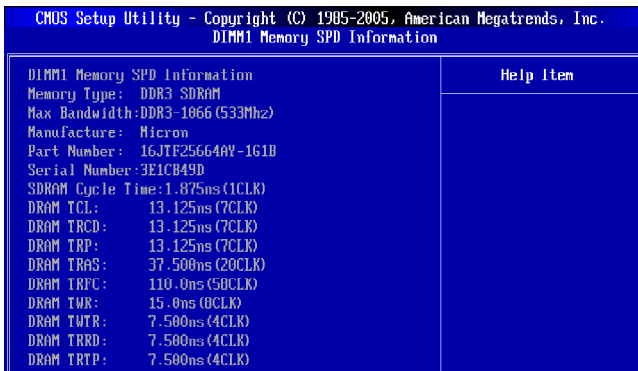 CMOS Setup Utility - Copyright (C) 1985-2005, American Megatrends, Inc.
DIMM1 Memory SPD Information
DIMM1 Memory SPD Information
Memory Type: DDR3 SDRAM
Max Bandwidth:DDR3-1066(533Mhz)
Manufacture: Micron
Part Number: 16JTF25664AY-1G1B
Serial Number:3E1CB49D
SDRAM Cycle Time:1.875ns(1CLK)
DRAM TCL: 13.125ns(7CLK)
DRAM TRCD: 13.125ns(7CLK)
DRAM TRP: 13.125ns(7CLK)
DRAM TRAS: 37.500ns(20CLK)
DRAM TRFC: 110.0ns(58CLK)
DRAM TWR: 15.0ns(8CLK)
DRAM TWTR: 7.500ns(4CLK)
DRAM TRRD: 7.500ns(4CLK)
DRAM TRTP: 7.500ns(4CLK)
Help Item